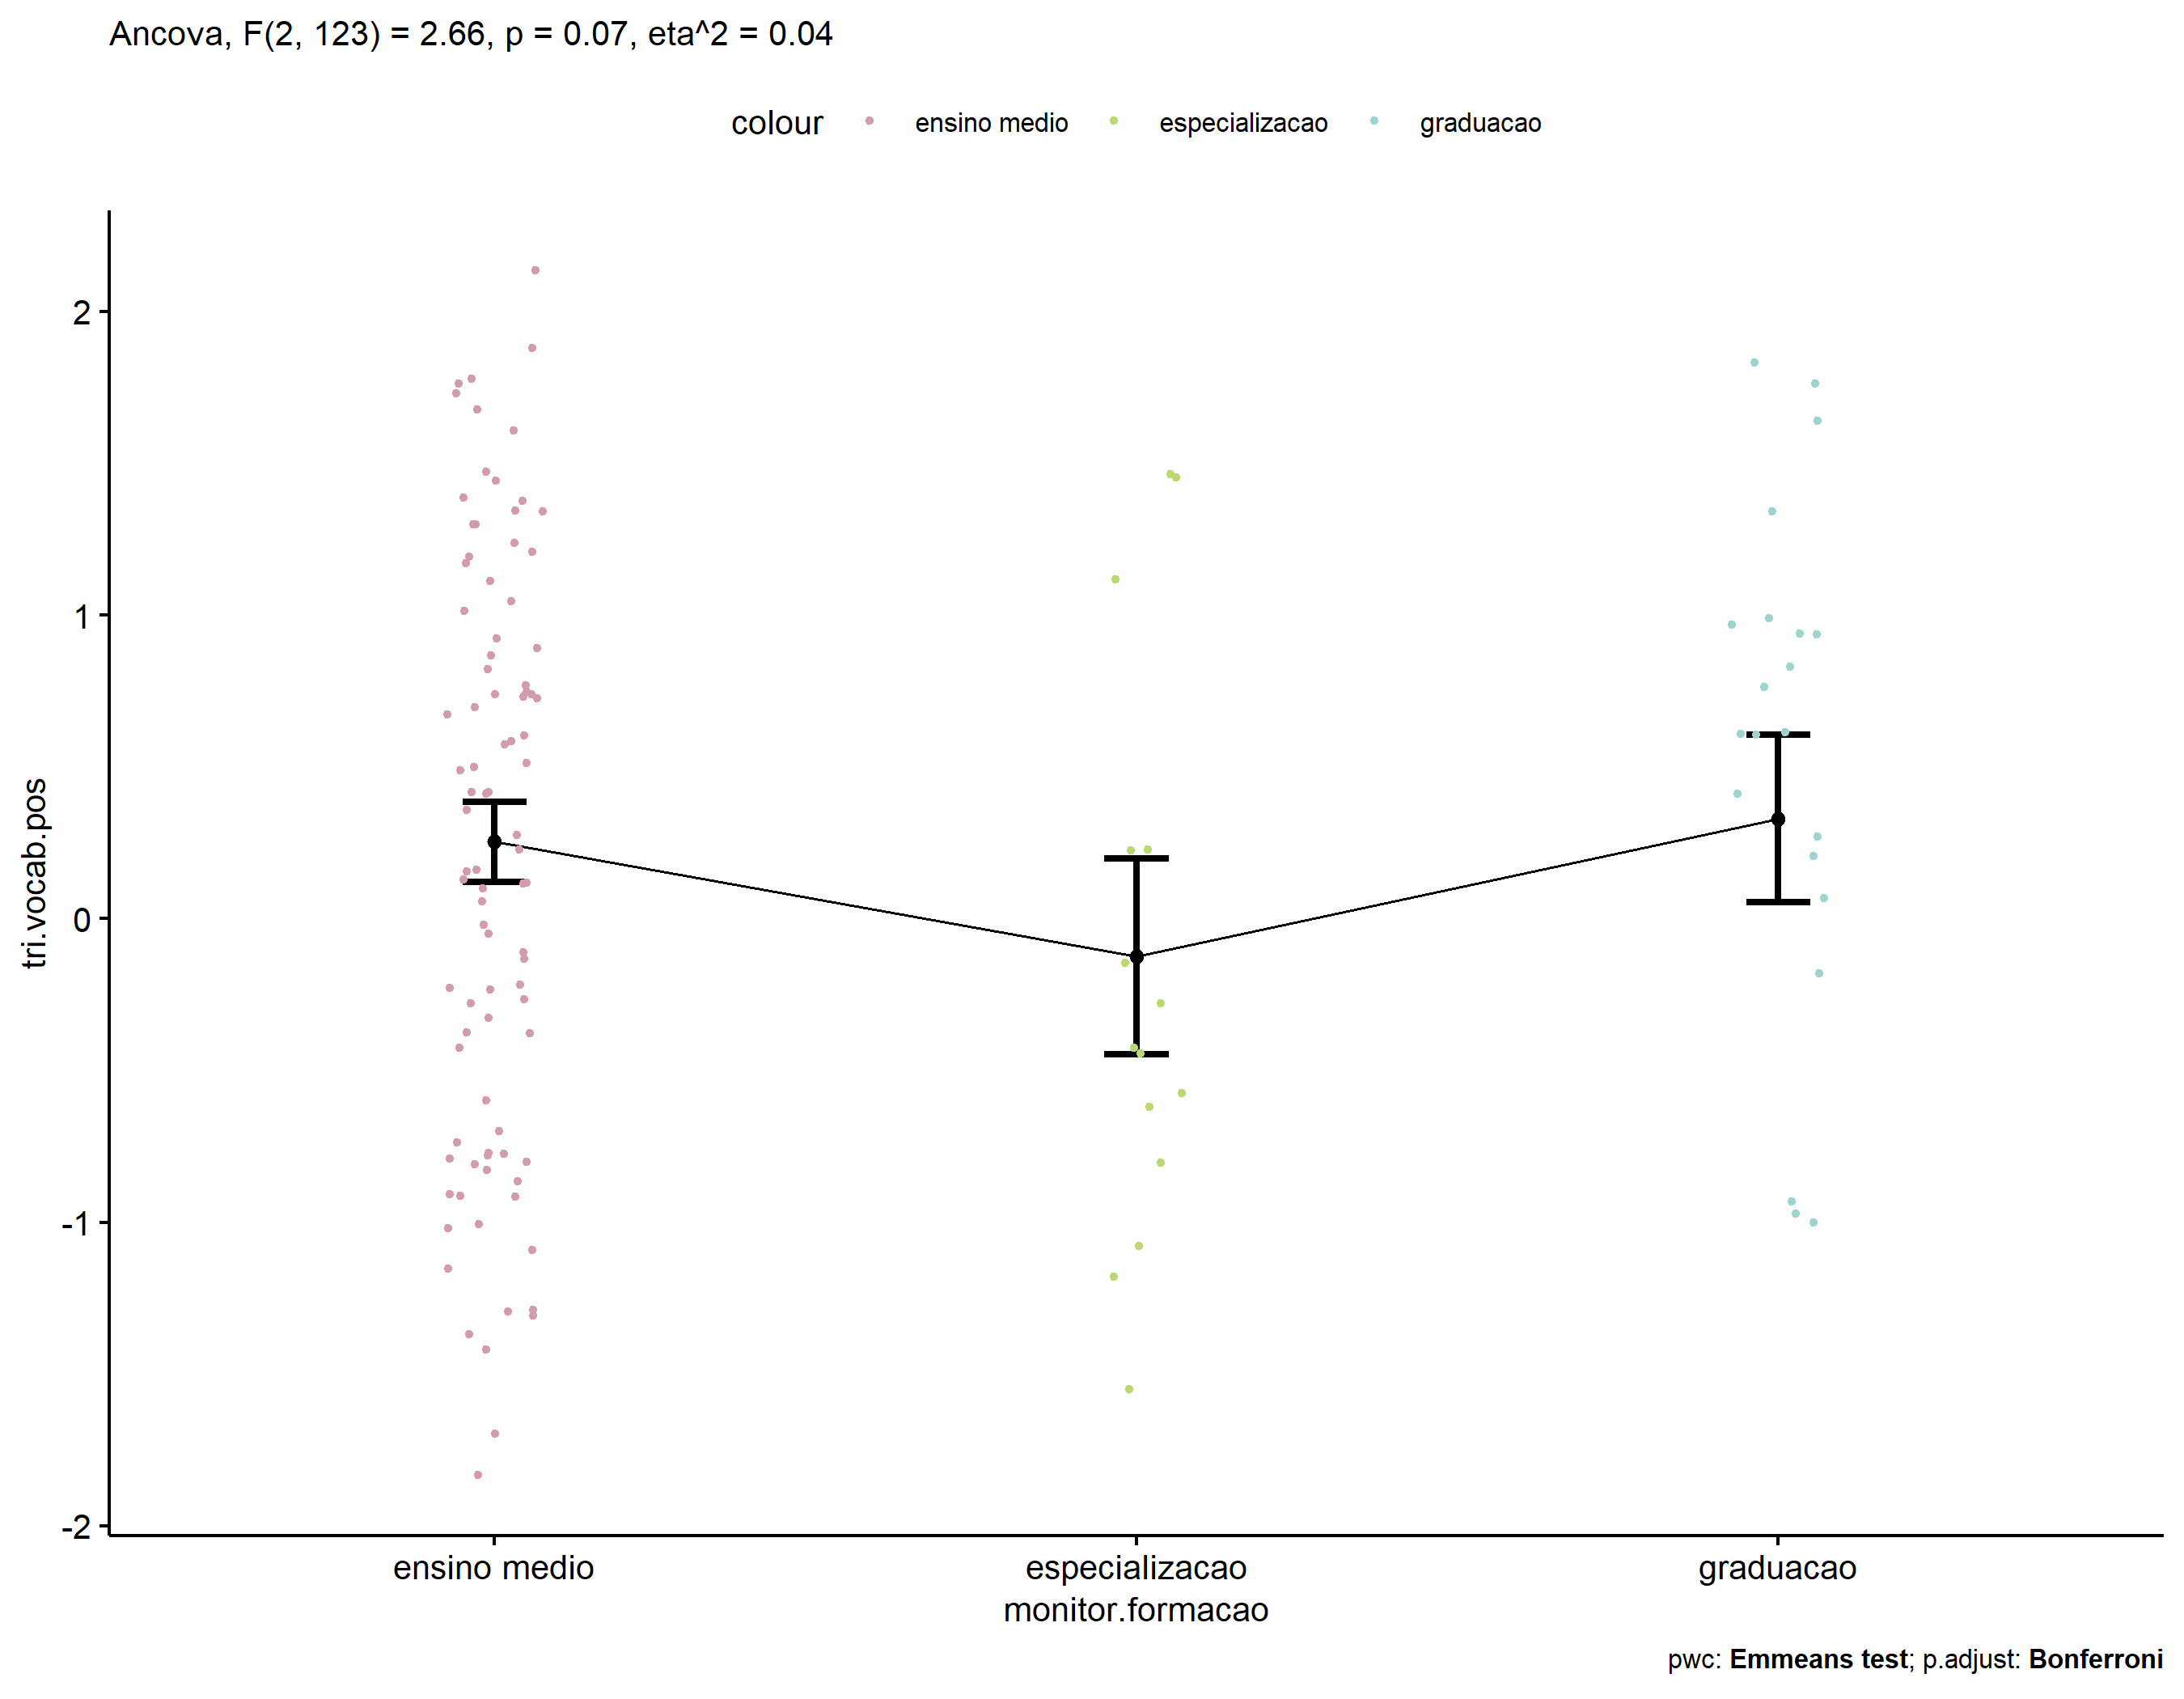 Ancova, F(2, 123) = 2.66, p = 0.07, eta^2 = 0.04
colour ensino medio especializacao graduacao
tri.vocab.pos
2
1
0
-1
-2
ensino medio especializacao graduacao
monitor.formacao
pwc: Emmeans test; p.adjust: Bonferroni